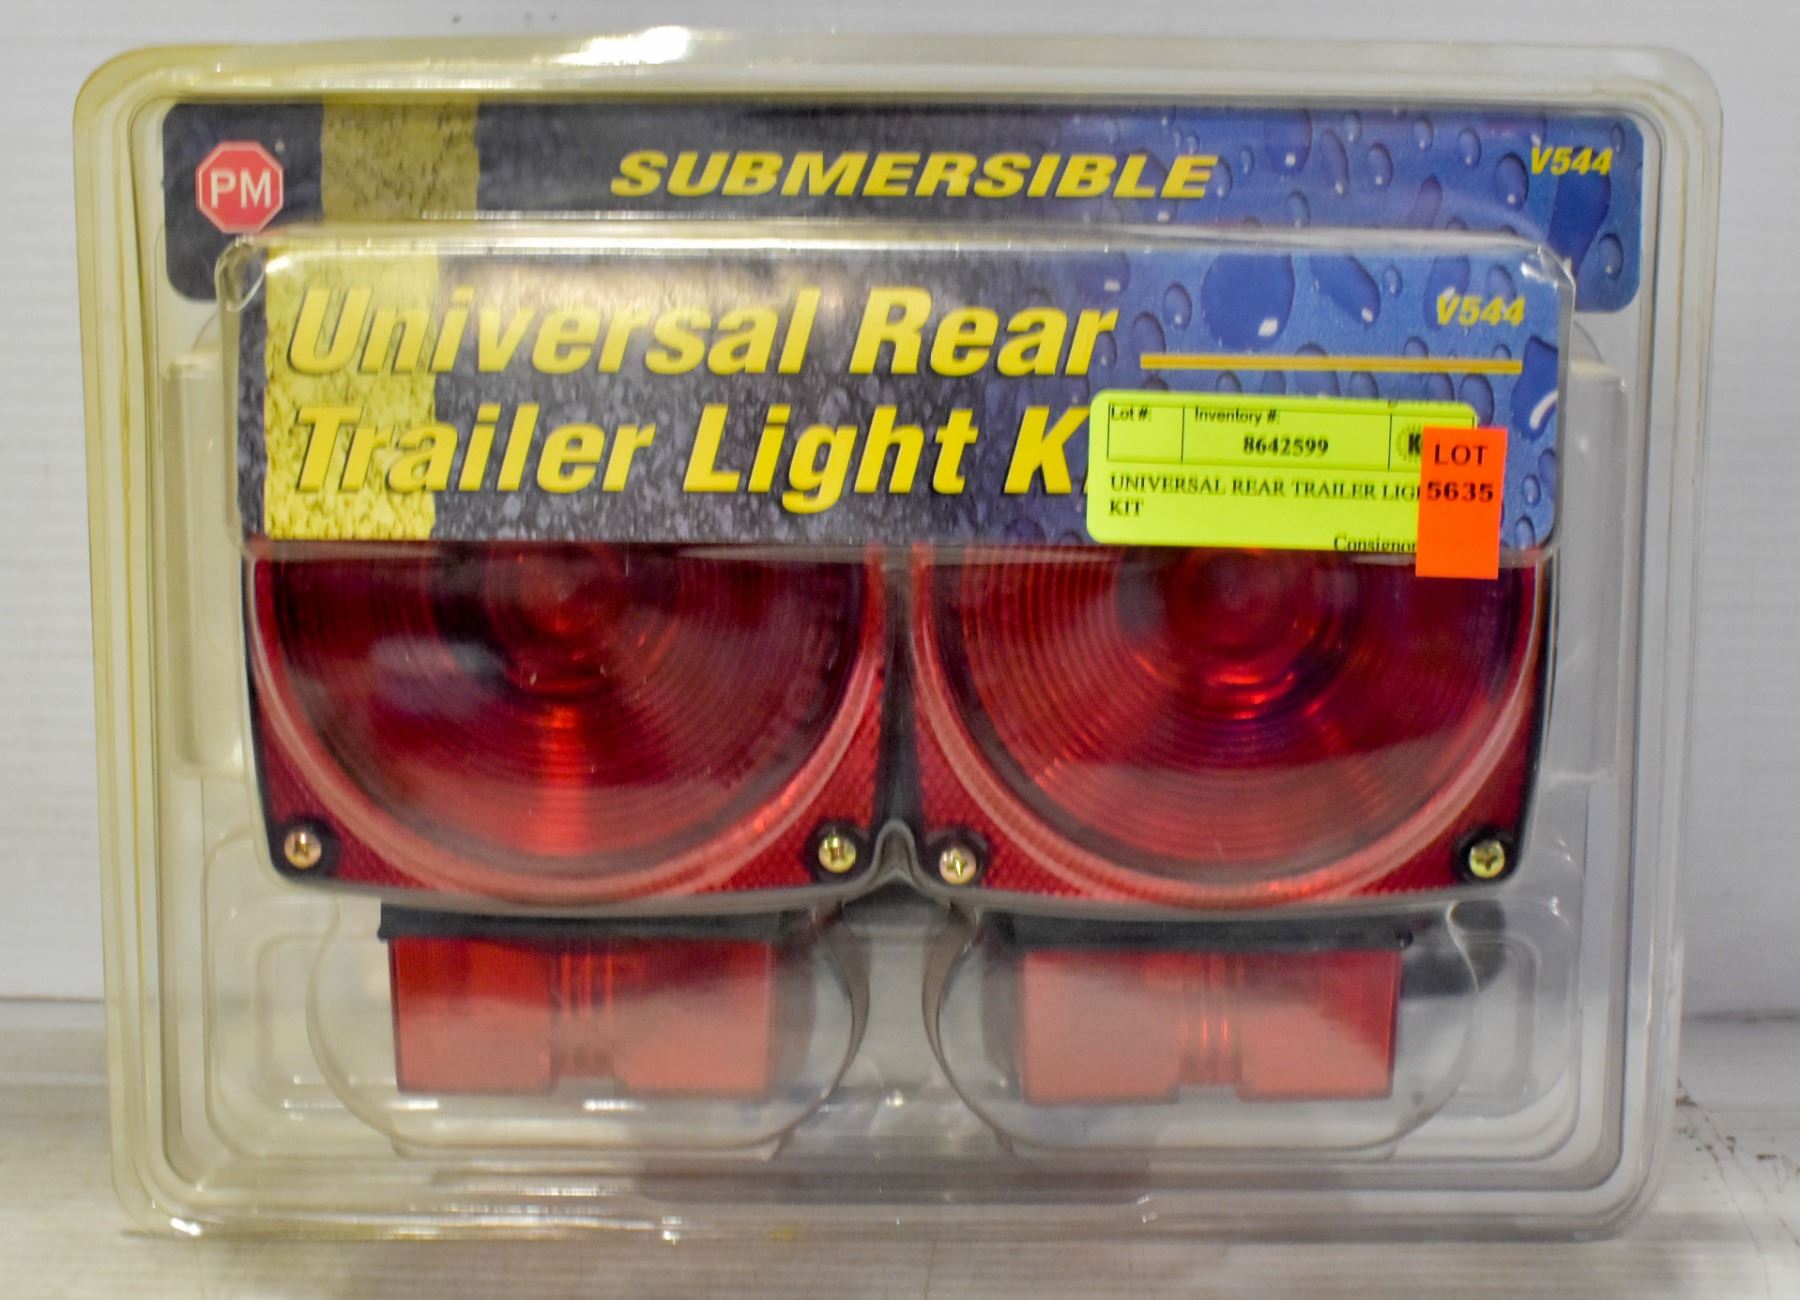 PM
SUBMERSIBLE
V544
Universal Rear
V544
Trailer Light
Lot #:
Inventory #:
8642599
UNIVERSAL REAR TRAILER
KIT
LOT
5635